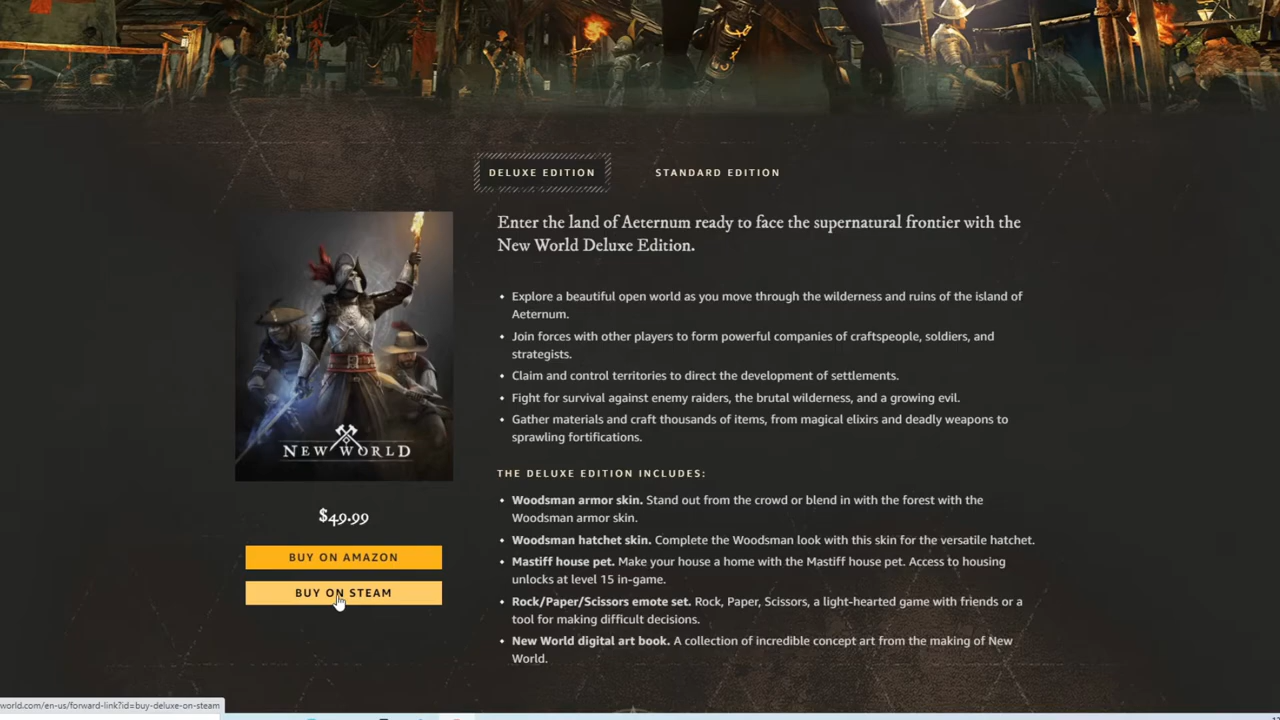 DELUXE EDITION
STANDARD EDITION
Enter the land of Aeternum ready to face the supernatural frontier with the
New World Deluxe Edition.
Explore a beautiful open world as you move through the wilderness and ruins of the island of
Aeternum.
Join forces with other players to form powerful companies of craftspeople, soldiers, and
strategists.
Claim and control territories to direct the development of settlements.
Fight for survival against enemy raiders, the brutal wilderness, and a growing evil.
Gather materials and craft thousands of items, from magical elixirs and deadly weapons to
sprawling fortifications.
NEW WORLD
THE DELUXE EDITION INCLUDES:
Woodsman armor skin. Stand out from the crowd or blend in with the forest with the
Woodsman armor skin.
Woodsman hatchet skin. Complete the Woodsman look with this skin for the versatile hatchet.
Mastiff house pet. Make your house a home with the Mastiff house pet. Access to housing
unlocks at level 15 in-game.
Rock/Paper/Scissors emote set. Rock, Paper, Scissors, a light-hearted game with friends or a
tool for making difficult decisions.
New World digital art book. A collection of incredible concept art from the making of New
World.
$49.99
BUY ON AMAZON
BUY ON STEAM
world.com/en-us/forward-link?id=buy-deluxe-on-steam